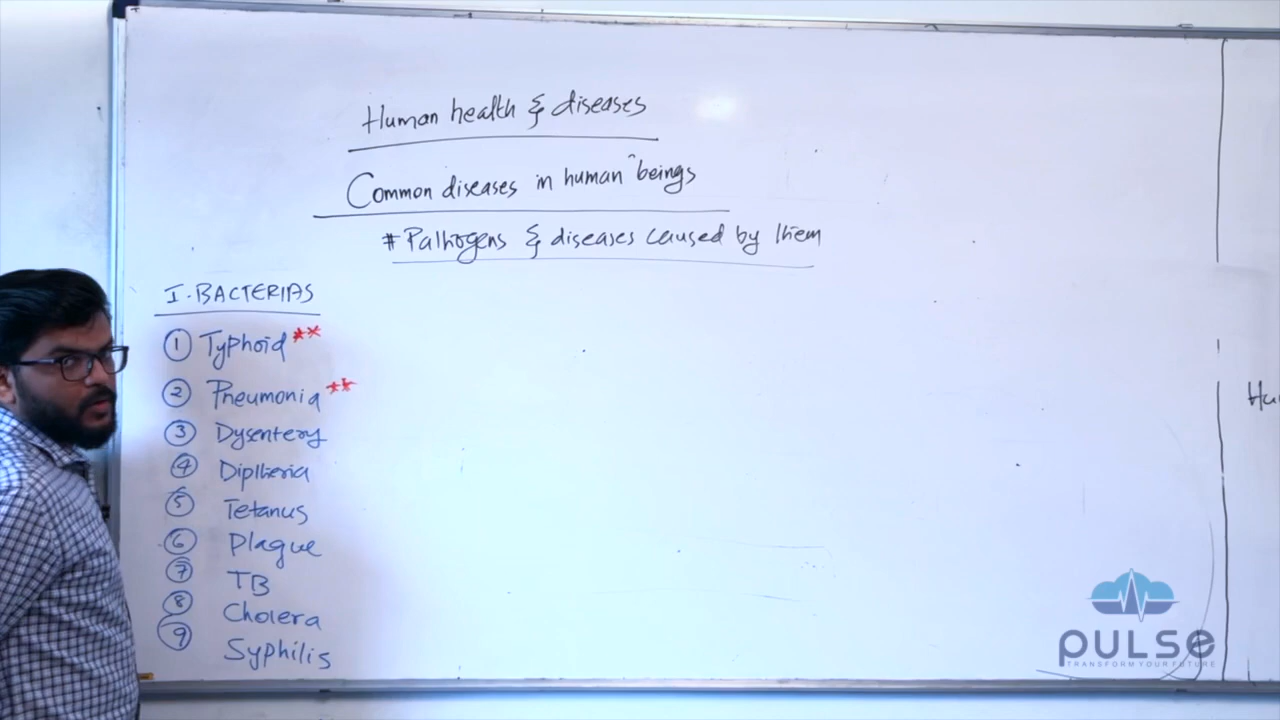 Human health & diseases
Common diseases in human beings
# Pathogens & diseases caused by them
I. BACTERIAS
1 Typhoid **
2 Pneumonia **
3 Dysentery
4 Diptheria
5 Tetanus
6 Plague
7 TB
8 Cholera
9 Syphilis
PULSE
TRANSFORM YOUR FUTURE